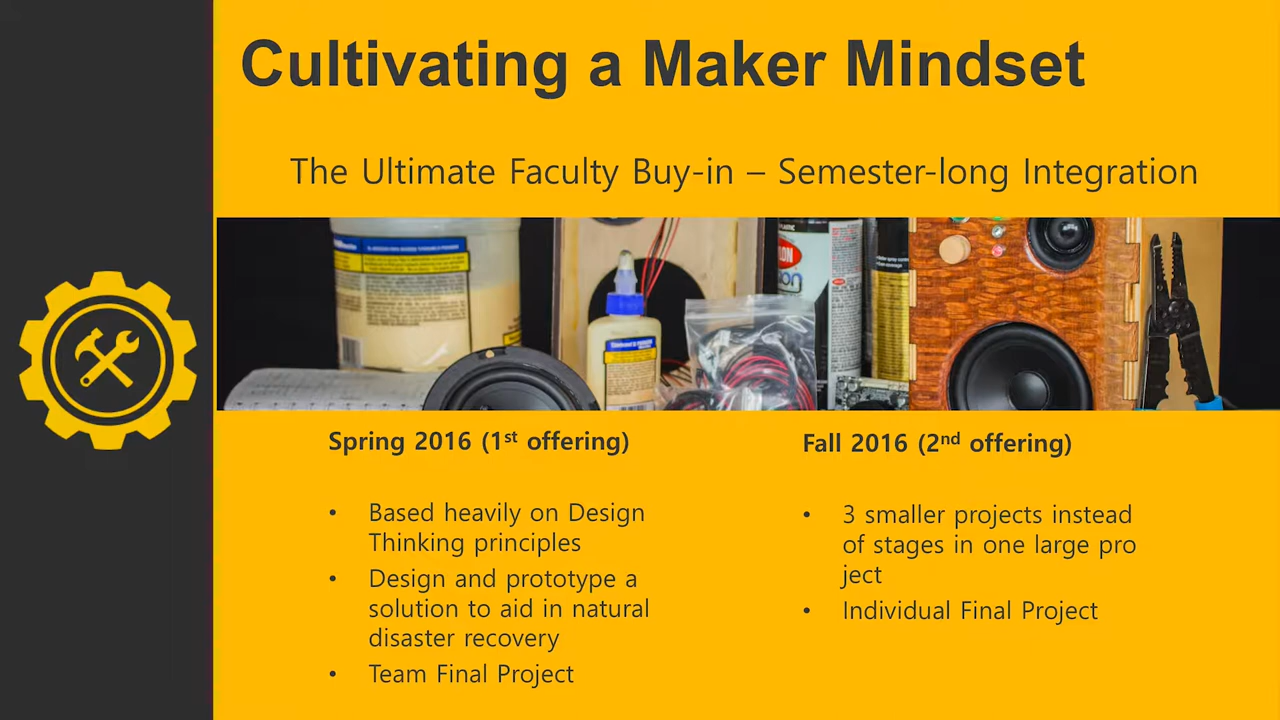 Cultivating a Maker Mindset
The Ultimate Faculty Buy-in – Semester-long Integration
Spring 2016 (1st offering)
• Based heavily on Design
Thinking principles
• Design and prototype a
solution to aid in natural
disaster recovery
• Team Final Project
Fall 2016 (2nd offering)
• 3 smaller projects instead
of stages in one large pro
ject
• Individual Final Project